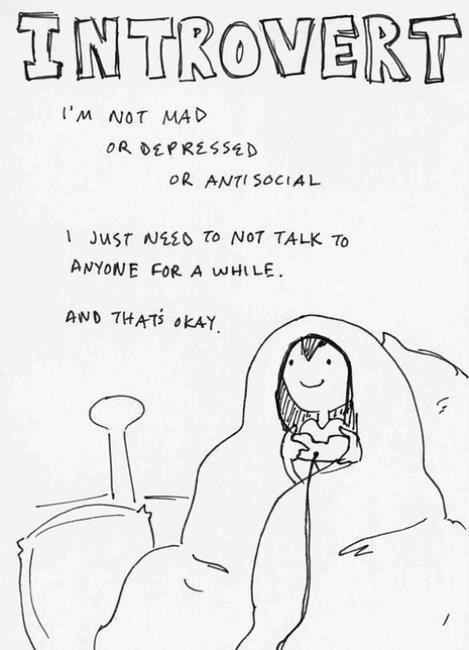 INTROVERT
I'M NOT MAD
OR DEPRESSED
OR ANTISOCIAL
I JUST NEED TO NOT TALK TO
ANYONE FOR A WHILE.
AND THAT'S OKAY.